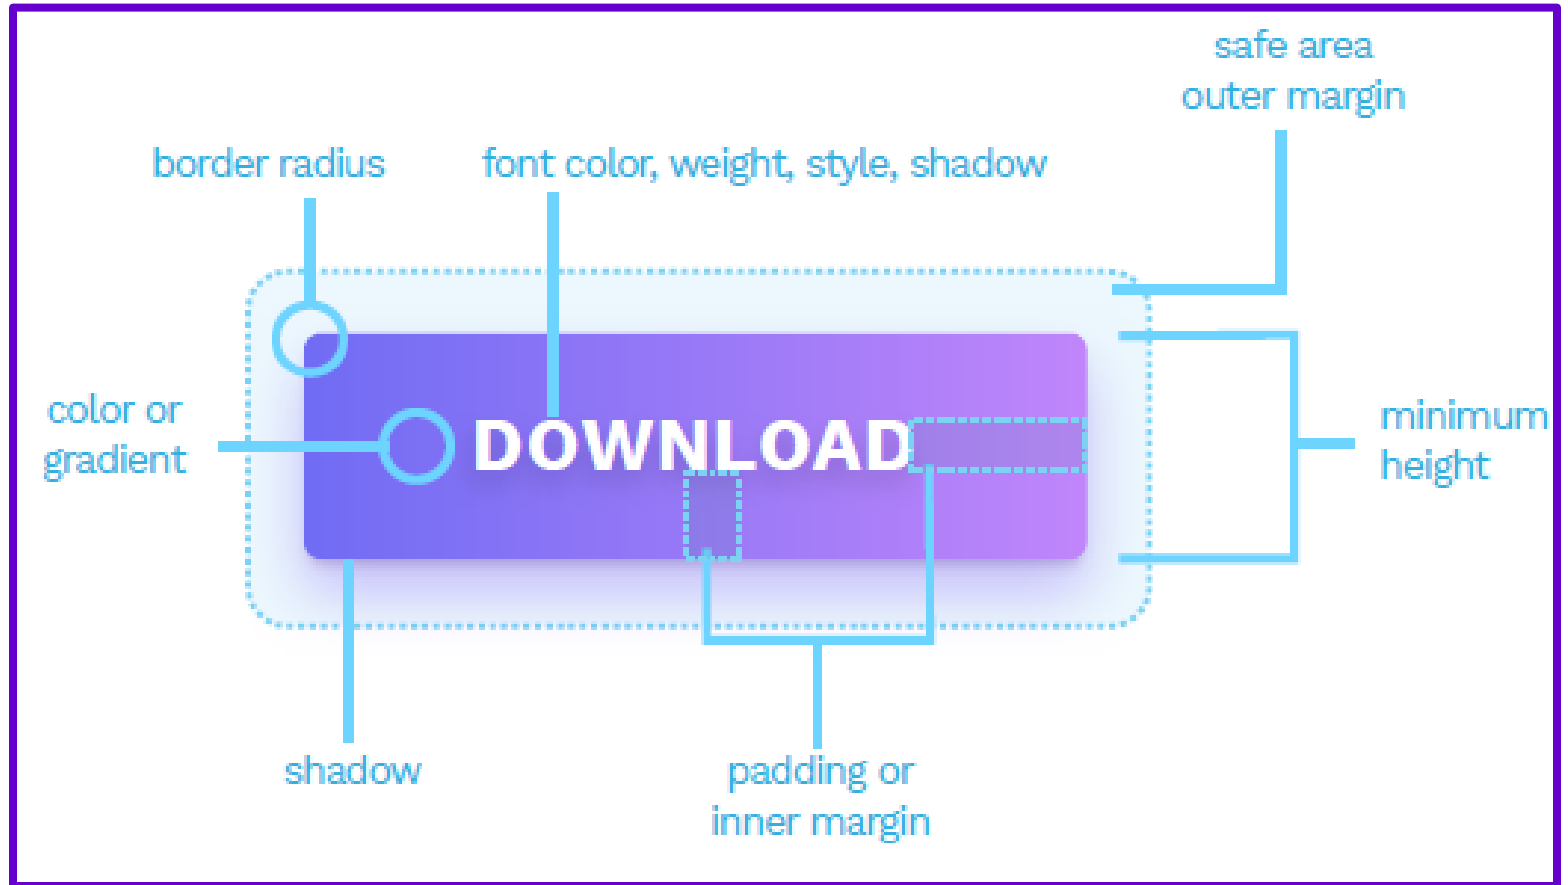 safe area
outer margin
border radius
font color, weight, style, shadow
color or
gradient
DOWNLOAD
minimum
height
shadow
padding or
inner margin